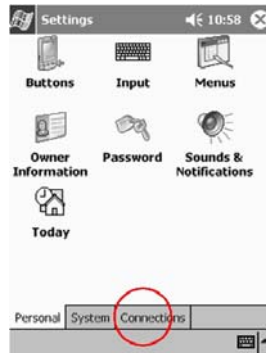 Settings 10:58
Buttons Input Menus
Owner Information Password Sounds & Notifications
Today
Personal System Connections